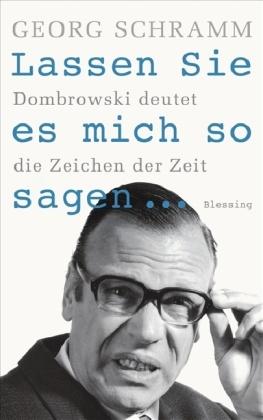 GEORG SCHRAMM
Lassen Sie
Dombrowski deutet
es mich so
die Zeichen der Zeit
sagen...
Blessing